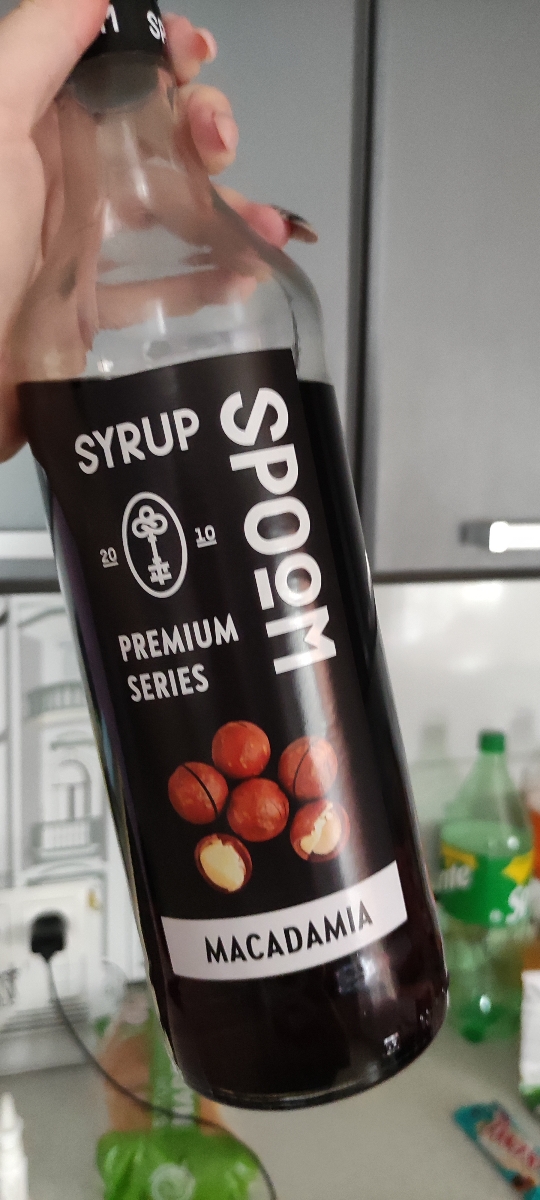 SYRUP
SPOOM
20 10
PREMIUM
SERIES
MACADAMIA